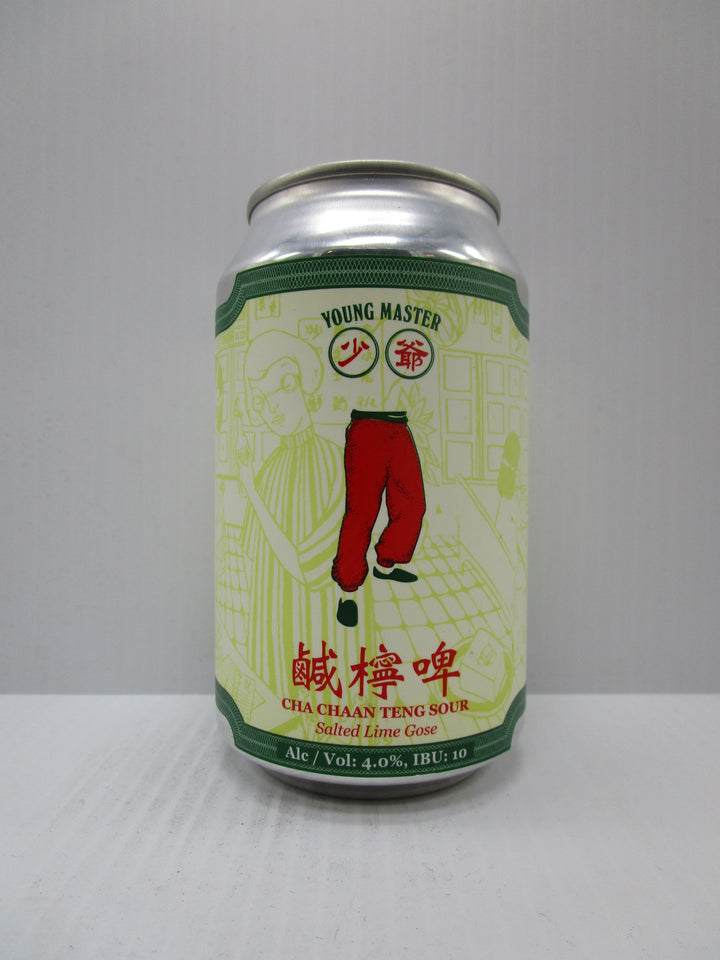 YOUNG MASTER
少爺
鹹檸啤
CHA CHAAN TENG SOUR
Salted Lime Gose
Alc / Vol: 4.0%, IBU: 10